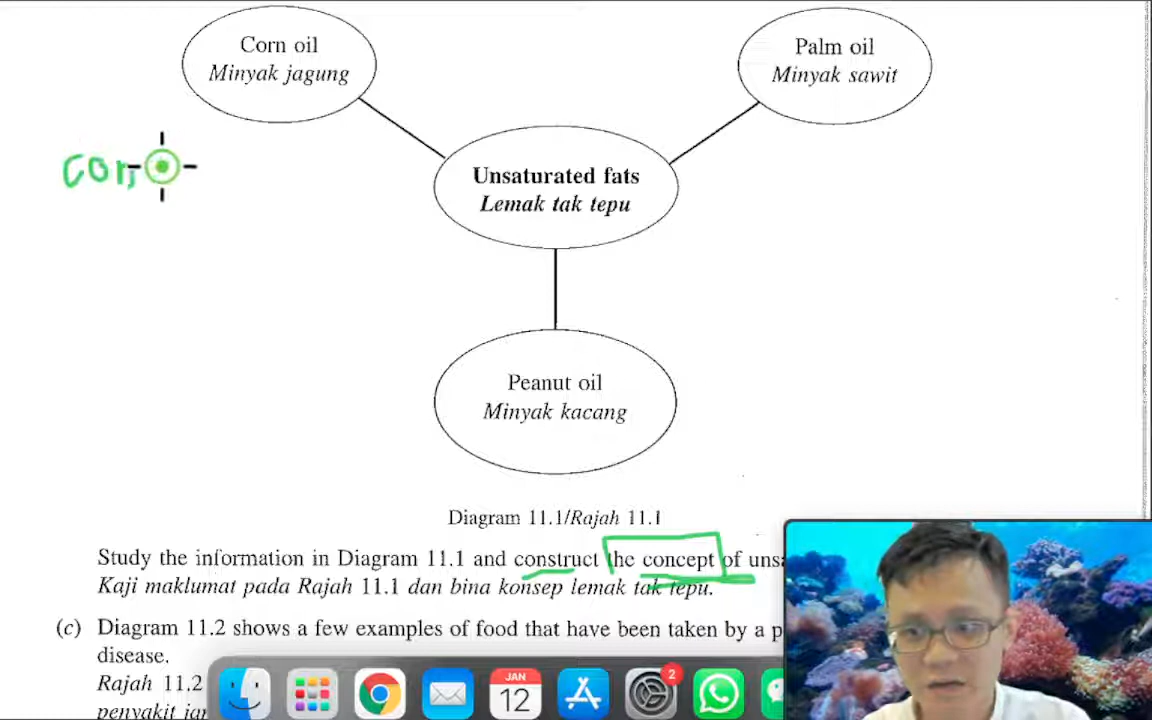 Corn oil
Minyak jagung
Palm oil
Minyak sawit
Con
Unsaturated fats
Lemak tak tepu
Peanut oil
Minyak kacang
Diagram 11.1/Rajah 11.1
Study the information in Diagram 11.1 and construct the concept of
Kaji maklumat pada Rajah 11.1 dan bina konsep lemak tak tepu.
(c) Diagram 11.2 shows a few examples of food that have been taken by a
disease.
Rajah 11.2
JAN
12
2